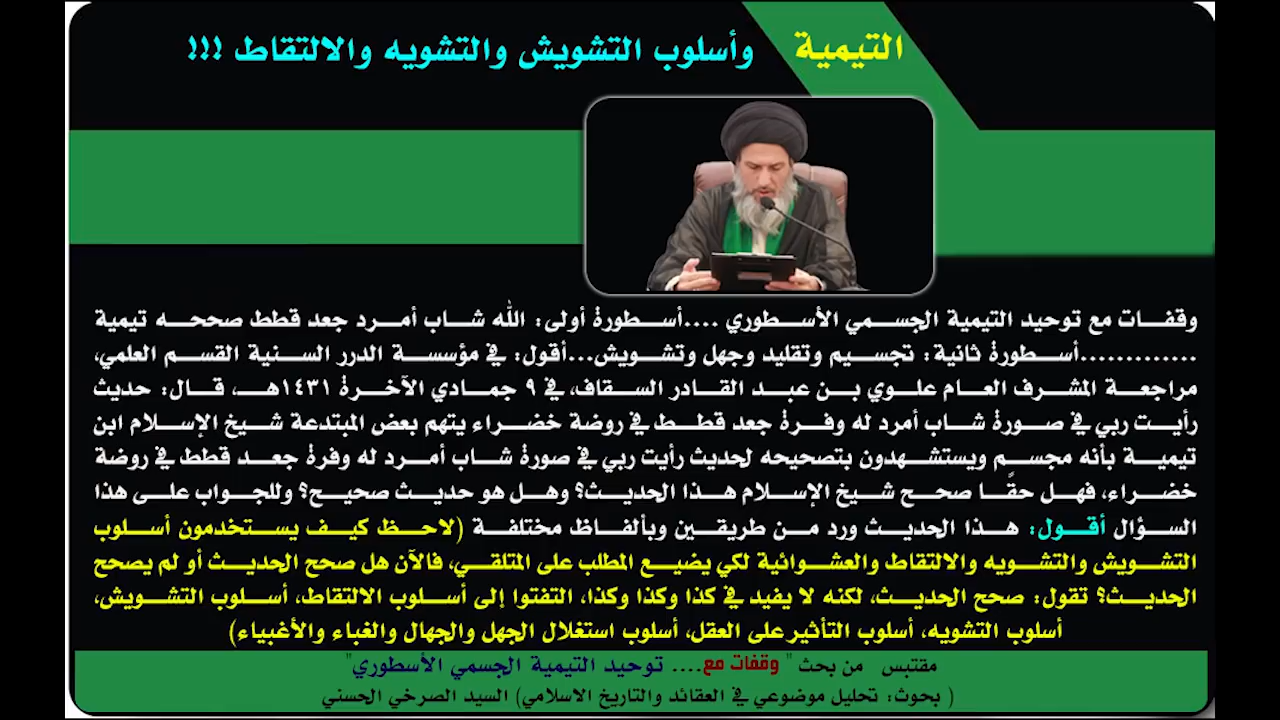 التيمية وأسلوب التشويش والتشويه والالتقاط !!!
وقفات مع توحيد التيمية الجسمي الأسطوري ....أسطورة أولى: الله شاب أمرد جعد قطط صححه تيمية
.............أسطورة ثانية: تجسيم وتقليد وجهل وتشويش...أقول: في مؤسسة الدرر السنية القسم العلمي،
مراجعة المشرف العام علوي بن عبد القادر السقاف، في ٩ جمادي الآخرة ١٤٣١هـ، قال: حديث
رأيت ربي في صورة شاب أمرد له وفرة جعد قطط في روضة خضراء يتهم بعض المبتدعة شيخ الإسلام ابن
تيمية بأنه مجسم ويستشهدون بتصحيحه لحديث رأيت ربي في صورة شاب أمرد له وفرة جعد قطط في روضة
خضراء، فهل حقًا صحح شيخ الإسلام هذا الحديث؟ وهل هو حديث صحيح؟ وللجواب على هذا
السؤال أقول: هذا الحديث ورد من طريقين وبألفاظ مختلفة (لاحظ كيف يستخدمون أسلوب
التشويش والتشويه والالتقاط والعشوائية لكي يضيع المطلب على المتلقي، فالآن هل صحح الحديث أو لم يصحح
الحديث؟ تقول: صحح الحديث، لكنه لا يفيد في كذا وكذا وكذا، التفتوا إلى أسلوب الالتقاط، أسلوب التشويش،
أسلوب التشويه، أسلوب التأثير على العقل، أسلوب استغلال الجهل والجهال والغباء والأغبياء)
مقتبس من بحث " وقفات مع.... توحيد التيمية الجسمي الأسطوري"
( بحوث: تحليل موضوعي في العقائد والتاريخ الاسلامي) السيد الصرخي الحسني